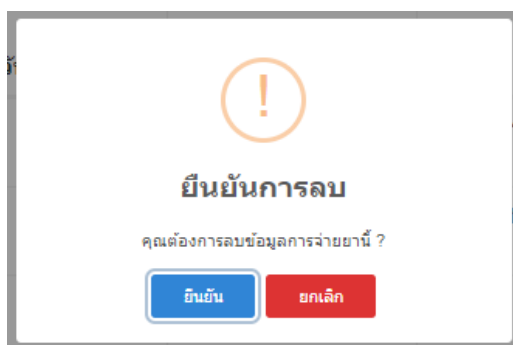 !
ยืนยันการลบ
คุณต้องการลบข้อมูลการจ่ายยานี้ ?
ยืนยัน
ยกเลิก